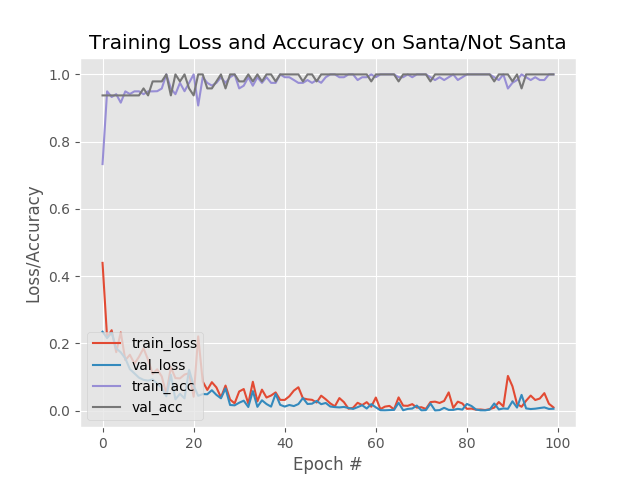 Training Loss and Accuracy on Santa/Not Santa
1.0
0.8
0.6
0.4
0.2
0.0
Loss/Accuracy
train_loss
val_loss
train_acc
val_acc
0 20 40 60 80 100
Epoch #